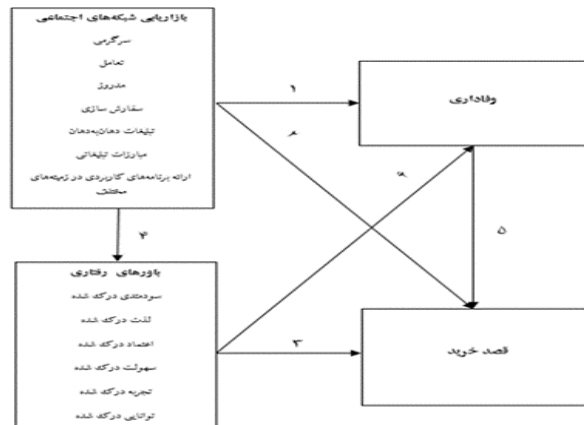 بازاریابی شبکه‌های اجتماعی
سرگرمی
تعامل
مدروز
سفارش سازی
تبلیغات دهان‌به‌دهان
مبارزات تبلیغاتی
ارائه برنامه‌های کاربردی در زمینه‌های
مختلف
وفاداری
۱
۲
۶
۴
۵
باورهای رفتاری
سودمندی درک شده
لذت درک شده
اعتماد درک شده
سهولت درک شده
تجربه درک شده
توانایی درک شده
۳
قصد خرید